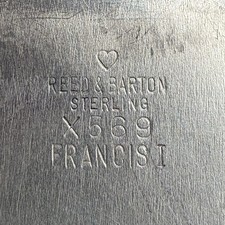 REED & BARTON
STERLING
X569
FRANCIS I